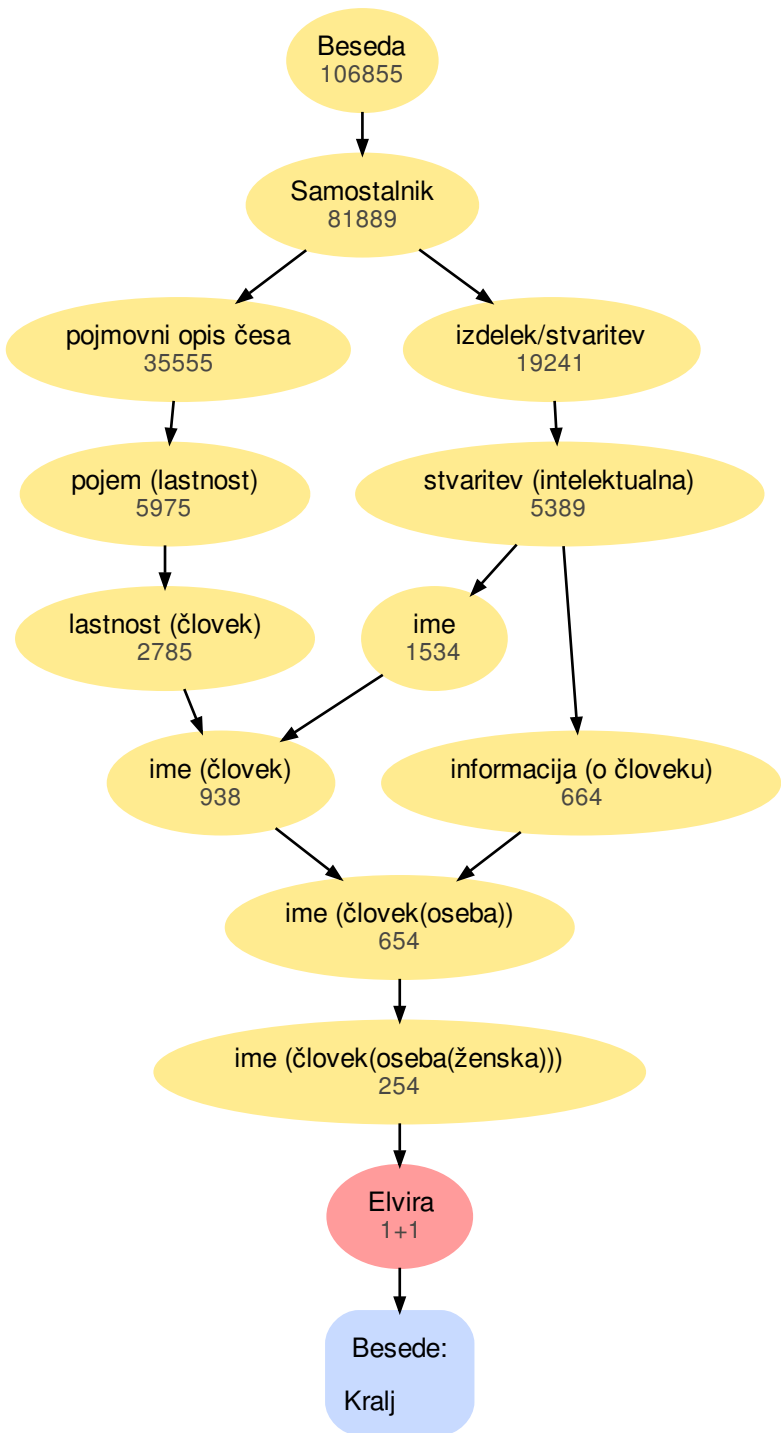 Beseda
106855
Samostalnik
81889
pojmovni opis česa
35555
izdelek/stvaritev
19241
pojem (lastnost)
5975
stvaritev (intelektualna)
5389
lastnost (človek)
2785
ime
1534
ime (človek)
938
informacija (o človeku)
664
ime (človek(oseba))
654
ime (človek(oseba(ženska)))
254
Elvira
1+1
Besede:
Kralj